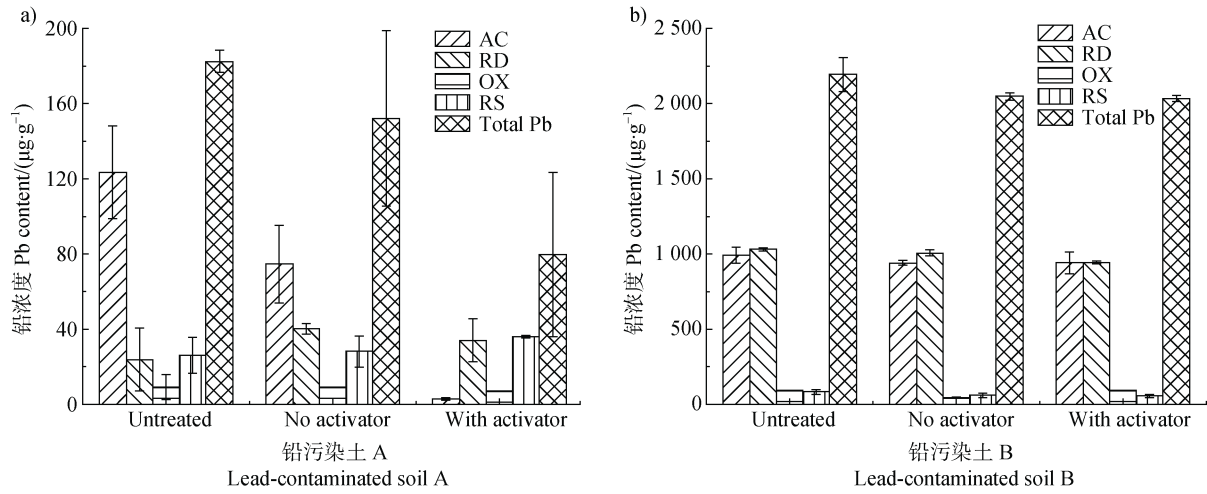 a)
铅浓度 Pb content/(μg·g⁻¹)
200
160
120
80
40
0
AC
RD
OX
RS
Total Pb
Untreated
No activator
With activator
铅污染土 A
Lead-contaminated soil A
b)
铅浓度 Pb content/(μg·g⁻¹)
2 500
2 000
1 500
1 000
500
0
AC
RD
OX
RS
Total Pb
Untreated
No activator
With activator
铅污染土 B
Lead-contaminated soil B